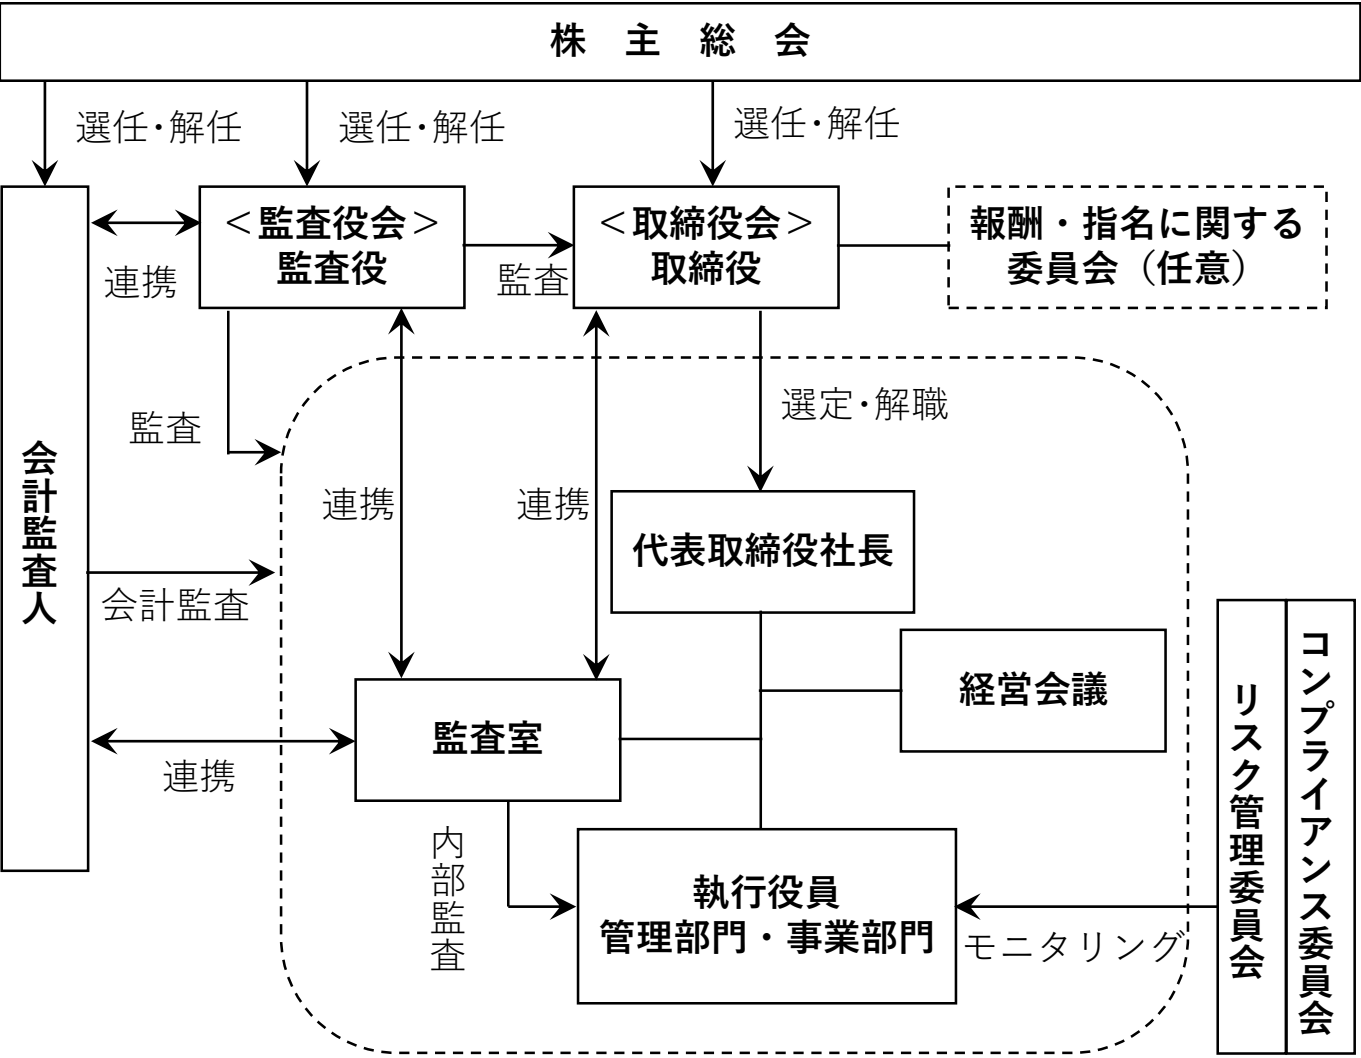 株　主　総　会
選任・解任
選任・解任
選任・解任
＜監査役会＞
監査役
＜取締役会＞
取締役
報酬・指名に関する
委員会（任意）
連携
監査
監査
選定・解職
会計監査人
連携
連携
代表取締役社長
会計監査
経営会議
監査室
連携
内部監査
執行役員
管理部門・事業部門
モニタリング
リスク管理委員会
コンプライアンス委員会